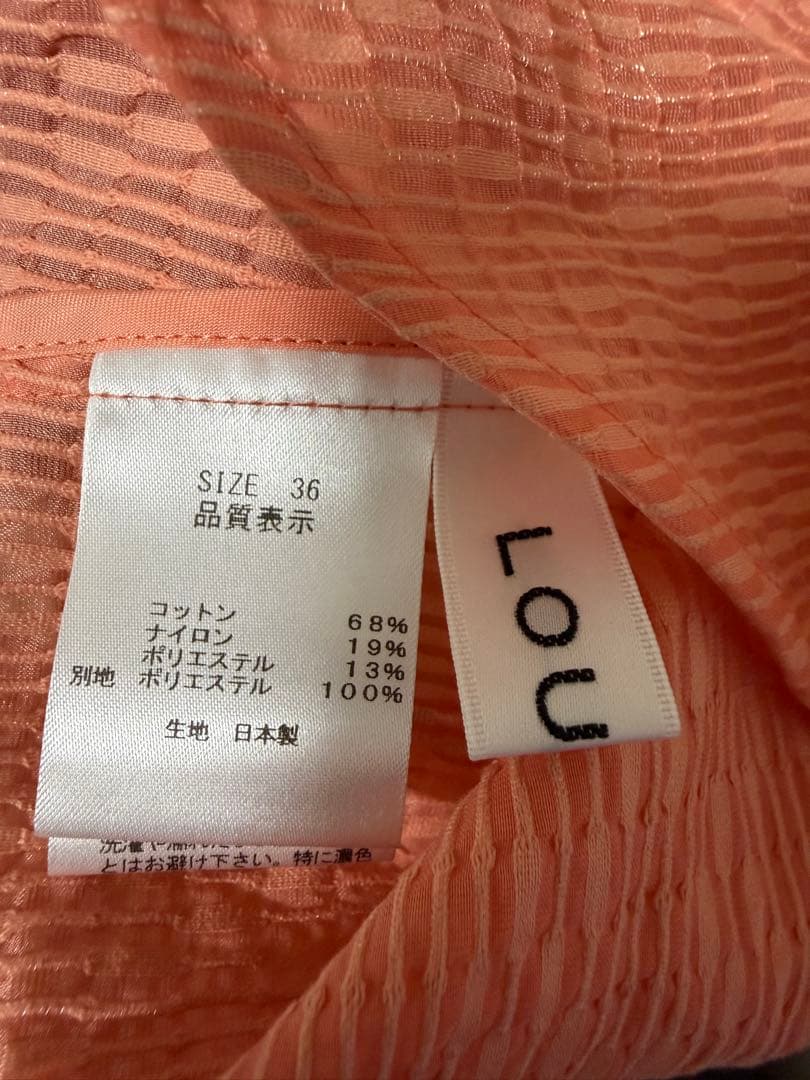 SIZE 36
品質表示
コットン 68%
ナイロン 19%
ポリエステル 13%
別地 ポリエステル 100%
生地 日本製
とはお避け下さい。特に濃色
LOU